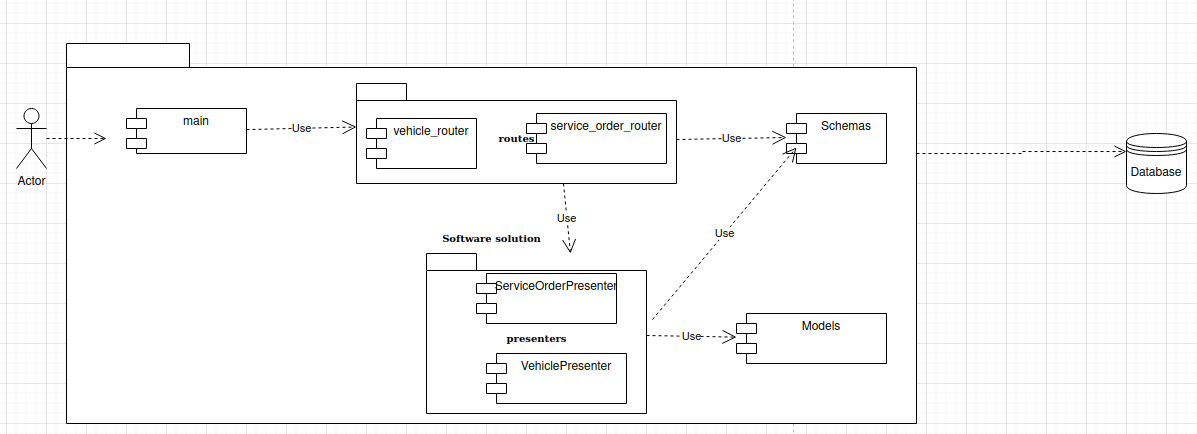 main
Use
vehicle_router
routes
service_order_router
Use
Schemas
Actor
Database
Use
Software solution
Use
ServiceOrderPresenter
presenters
Use
Models
VehiclePresenter